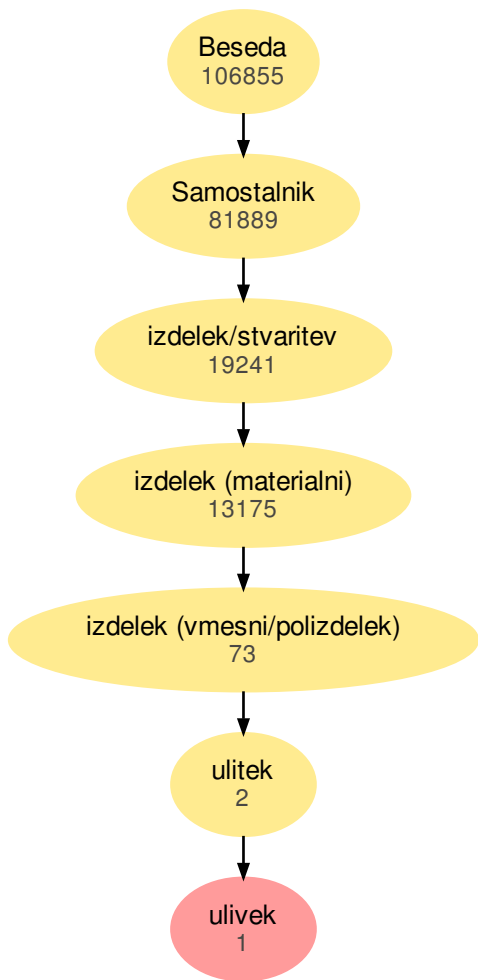 Beseda
106855
Samostalnik
81889
izdelek/stvaritev
19241
izdelek (materialni)
13175
izdelek (vmesni/polizdelek)
73
ulitek
2
ulivek
1